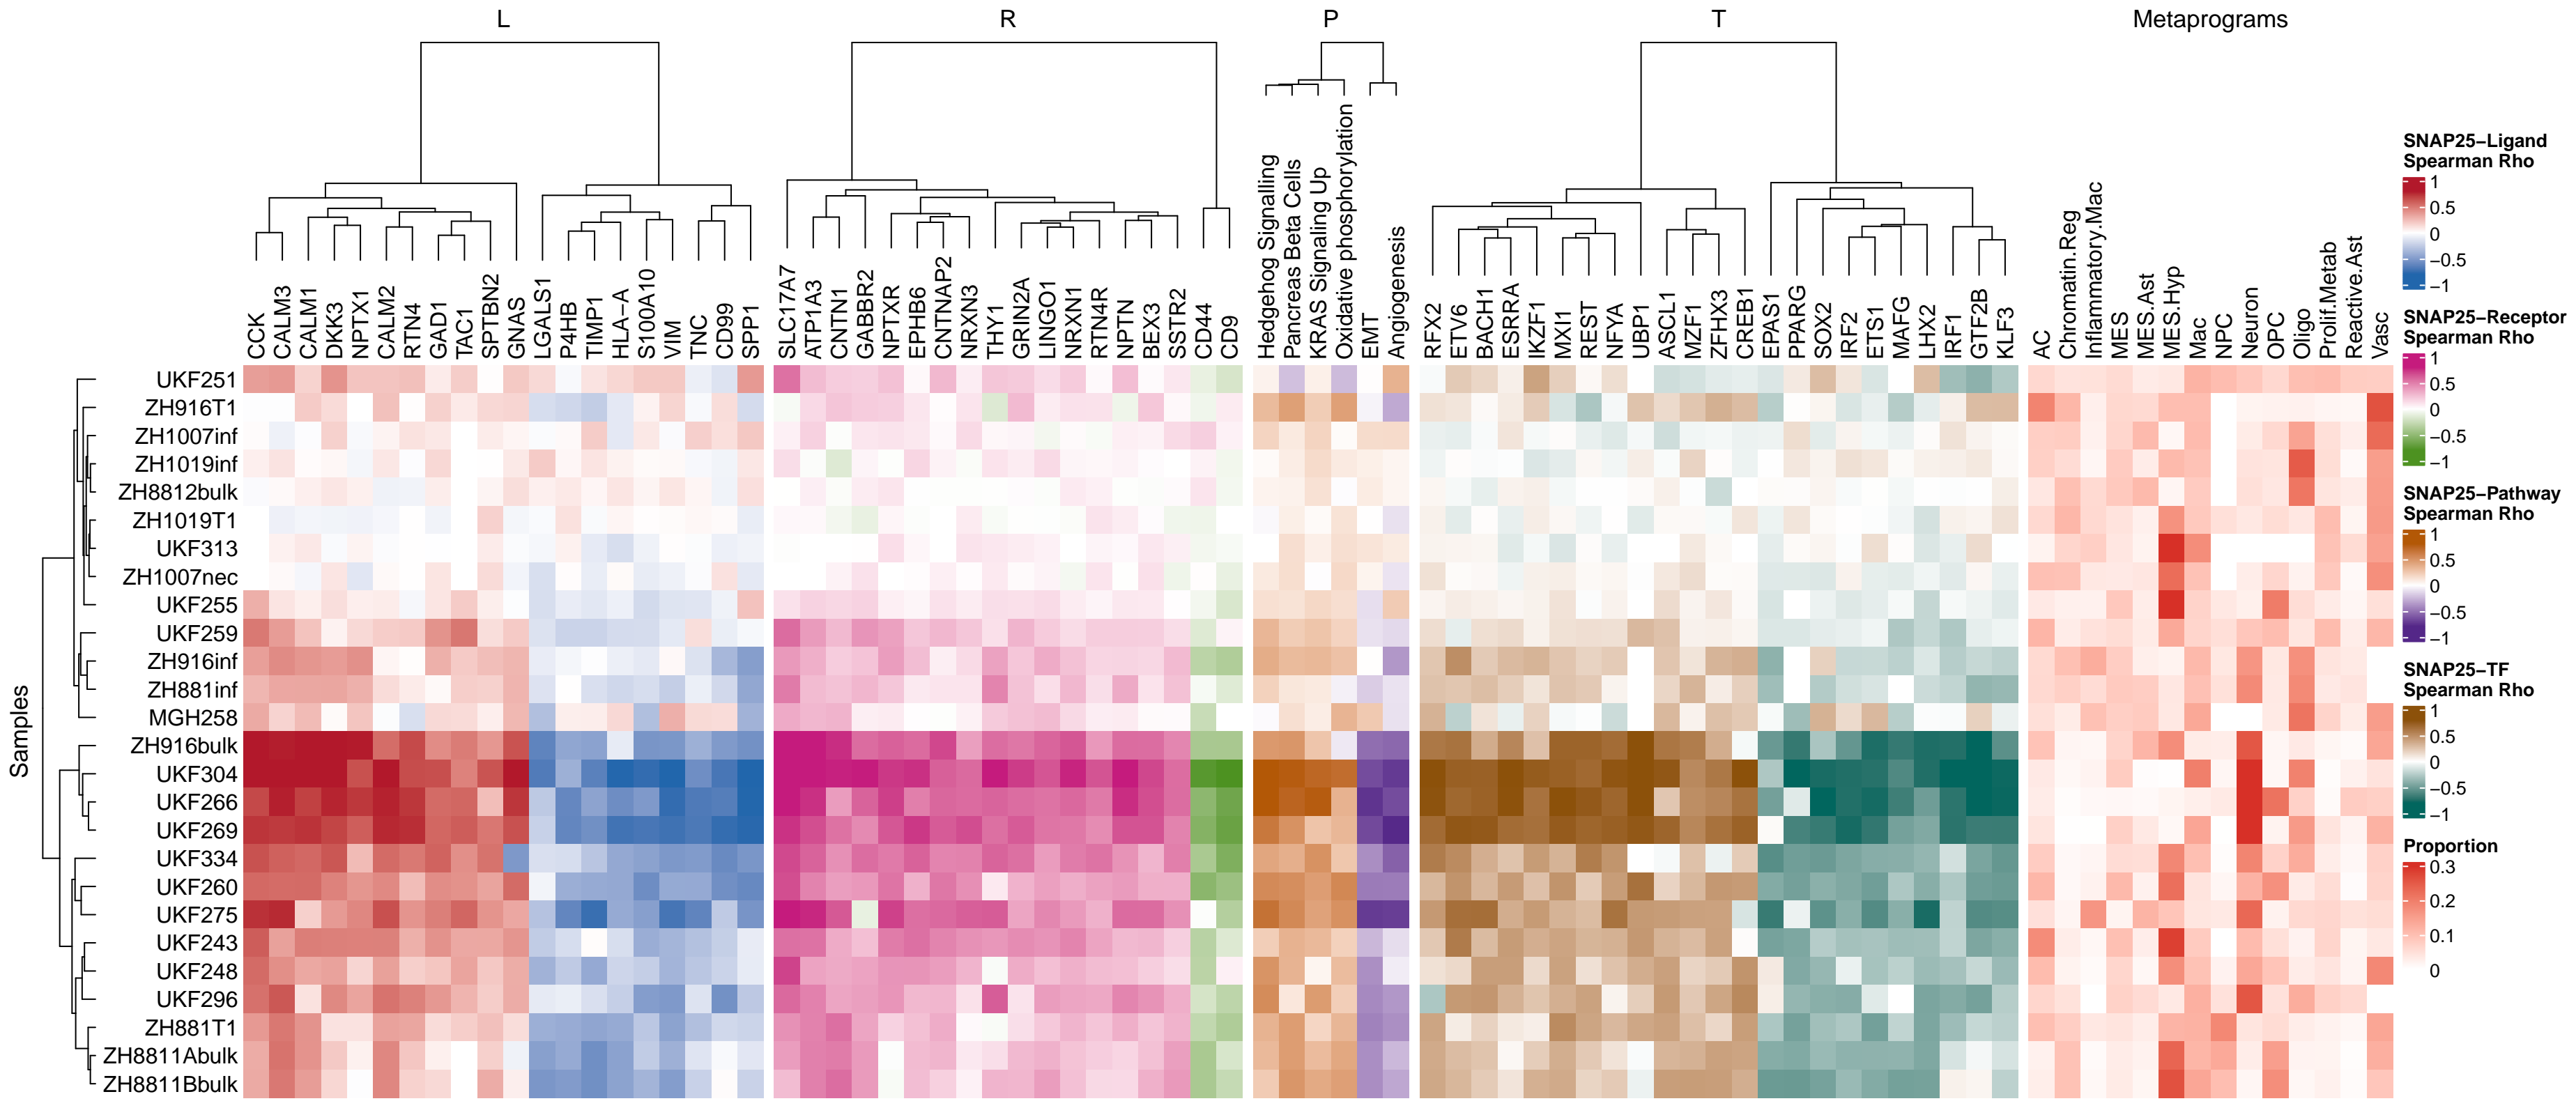 L
R
P
T
Metaprograms
CCK
CALM3
CALM1
DKK3
NPTX1
CALM2
RTN4
GAD1
TAC1
SPTBN2
GNAS
LGALS1
P4HB
TIMP1
HLA−A
S100A10
VIM
TNC
CD99
SPP1
SLC17A7
ATP1A3
CNTN1
GABBR2
NPTXR
EPHB6
CNTNAP2
NRXN3
THY1
GRIN2A
LINGO1
NRXN1
RTN4R
NPTN
BEX3
SSTR2
CD44
CD9
Hedgehog Signalling
Pancreas Beta Cells
KRAS Signaling Up
Oxidative phosphorylation
EMT
Angiogenesis
RFX2
ETV6
BACH1
ESRRA
IKZF1
MXI1
REST
NFYA
UBP1
ASCL1
MZF1
ZFHX3
CREB1
EPAS1
PPARG
SOX2
IRF2
ETS1
MAFG
LHX2
IRF1
GTF2B
KLF3
AC
Chromatin.Reg
Inflammatory.Mac
MES
MES.Ast
MES.Hyp
Mac
NPC
Neuron
OPC
Oligo
Prolif.Metab
Reactive.Ast
Vasc
Samples
UKF251
ZH916T1
ZH1007inf
ZH1019inf
ZH8812bulk
ZH1019T1
UKF313
ZH1007nec
UKF255
UKF259
ZH916inf
ZH881inf
MGH258
ZH916bulk
UKF304
UKF266
UKF269
UKF334
UKF260
UKF275
UKF243
UKF248
UKF296
ZH881T1
ZH8811Abulk
ZH8811Bbulk
SNAP25−Ligand
Spearman Rho
1
0.5
0
−0.5
−1
SNAP25−Receptor
Spearman Rho
1
0.5
0
−0.5
−1
SNAP25−Pathway
Spearman Rho
1
0.5
0
−0.5
−1
SNAP25−TF
Spearman Rho
1
0.5
0
−0.5
−1
Proportion
0.3
0.2
0.1
0